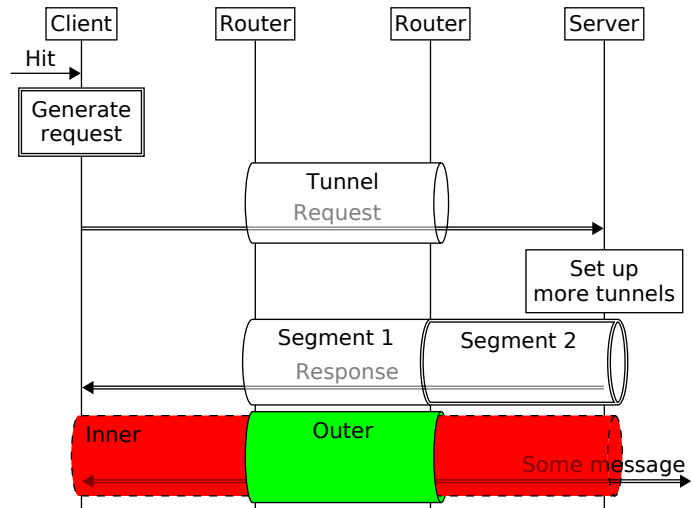 Client
Router
Router
Server
Hit
Generate
request
Tunnel
Request
Set up
more tunnels
Segment 1
Segment 2
Response
Inner
Outer
Some message